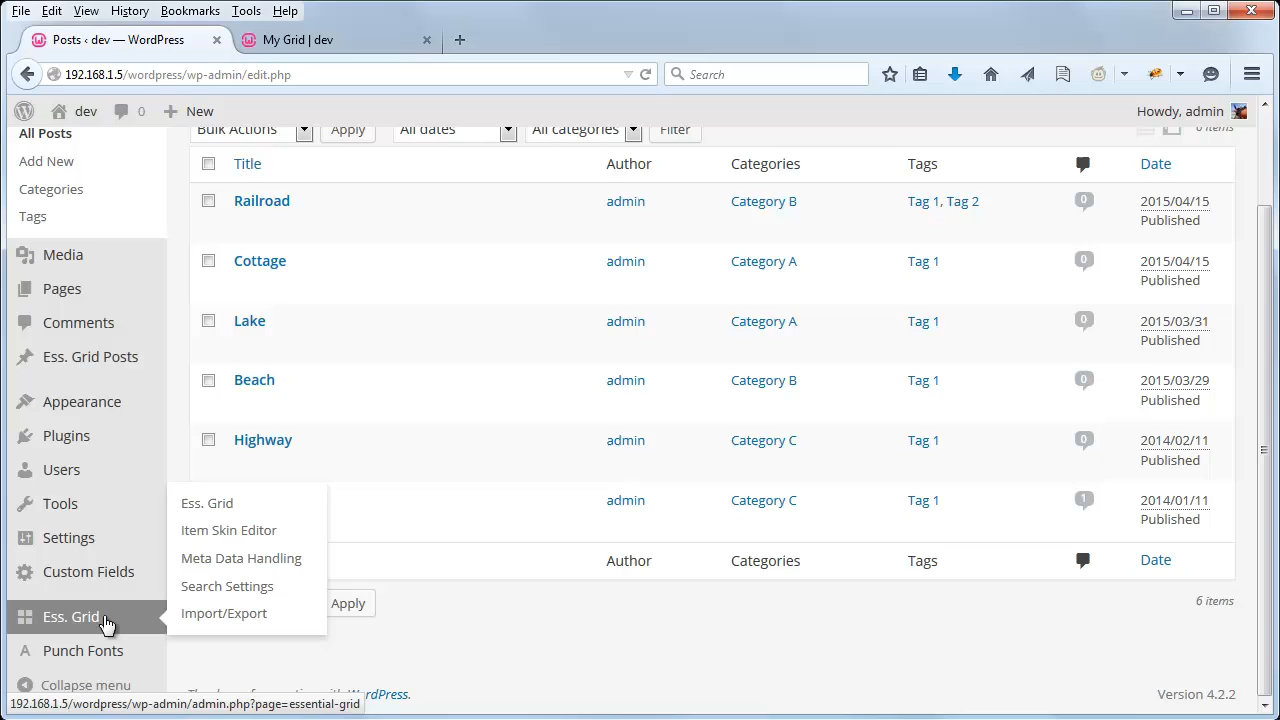 File Edit View History Bookmarks Tools Help
Posts ‹ dev — WordPress × My Grid | dev × +
192.168.1.5/wordpress/wp-admin/edit.php Search
dev 0 New Howdy, admin
All Posts Bulk Actions Apply All dates All categories Filter 6 items
Add New
Categories
Tags
Media
Pages
Comments
Ess. Grid Posts
Appearance
Plugins
Users
Tools
Settings
Custom Fields
Ess. Grid
Punch Fonts
Collapse menu
Title Author Categories Tags Date
Railroad admin Category B Tag 1, Tag 2 0 2015/04/15
Published
Cottage admin Category A Tag 1 0 2015/04/15
Published
Lake admin Category A Tag 1 0 2015/03/31
Published
Beach admin Category B Tag 1 0 2015/03/29
Published
Highway admin Category C Tag 1 0 2014/02/11
Published
admin Category C Tag 1 1 2014/01/11
Published
Author Categories Tags Date
Ess. Grid
Item Skin Editor
Meta Data Handling
Search Settings
Import/Export
Apply 6 items
WordPress. Version 4.2.2
192.168.1.5/wordpress/wp-admin/admin.php?page=essential-grid